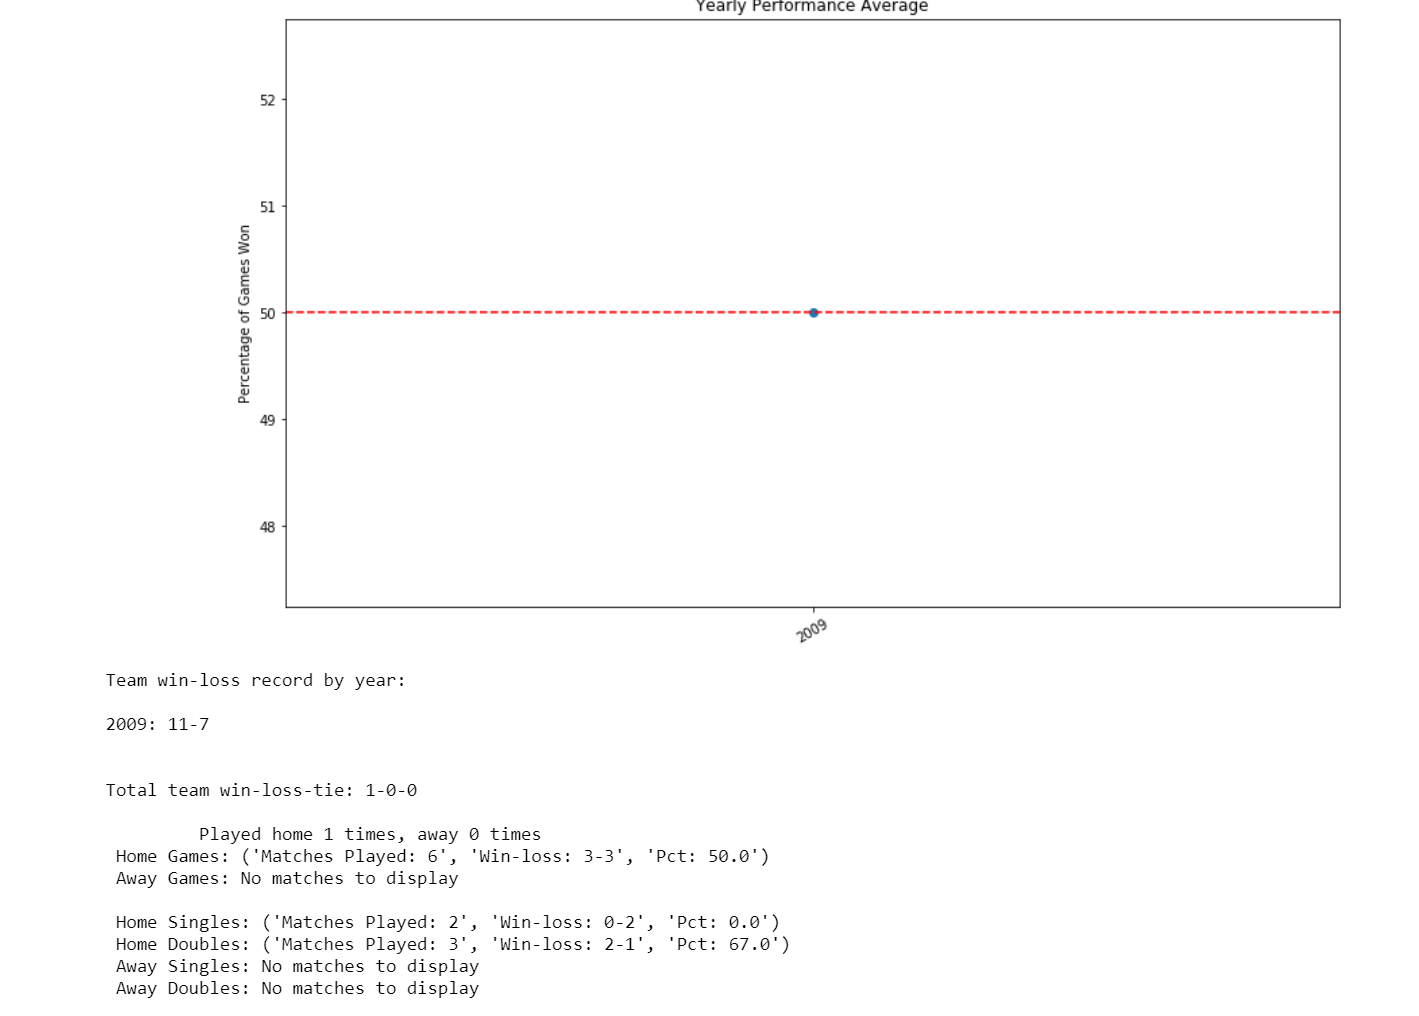 Yearly Performance Average
52
51
50
49
48
Percentage of Games Won
2009
Team win-loss record by year:
2009: 11-7
Total team win-loss-tie: 1-0-0
Played home 1 times, away 0 times
Home Games: ('Matches Played: 6', 'Win-loss: 3-3', 'Pct: 50.0')
Away Games: No matches to display
Home Singles: ('Matches Played: 2', 'Win-loss: 0-2', 'Pct: 0.0')
Home Doubles: ('Matches Played: 3', 'Win-loss: 2-1', 'Pct: 67.0')
Away Singles: No matches to display
Away Doubles: No matches to display